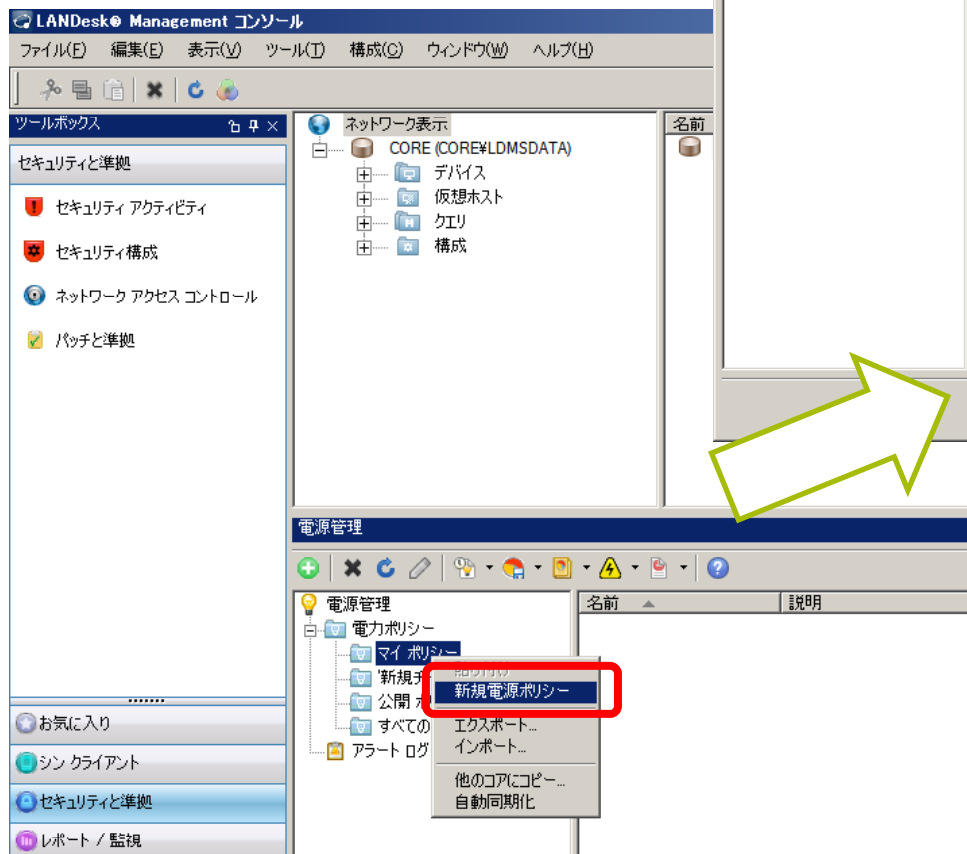 LANDesk® Management コンソール
ファイル(F) 編集(E) 表示(V) ツール(T) 構成(C) ウィンドウ(W) ヘルプ(H)
ツールボックス
セキュリティと準拠
セキュリティ アクティビティ
セキュリティ構成
ネットワーク アクセス コントロール
パッチと準拠
お気に入り
シン クライアント
セキュリティと準拠
レポート / 監視
ネットワーク表示
CORE (CORE¥LDMSDATA)
デバイス
仮想ホスト
クエリ
構成
名前
電源管理
電源管理
電力ポリシー
マイ ポリシー
'新規
公開
すべての
アラート ログ
名前
説明
貼り付け
新規電源ポリシー
エクスポート...
インポート...
他のコアにコピー...
自動同期化